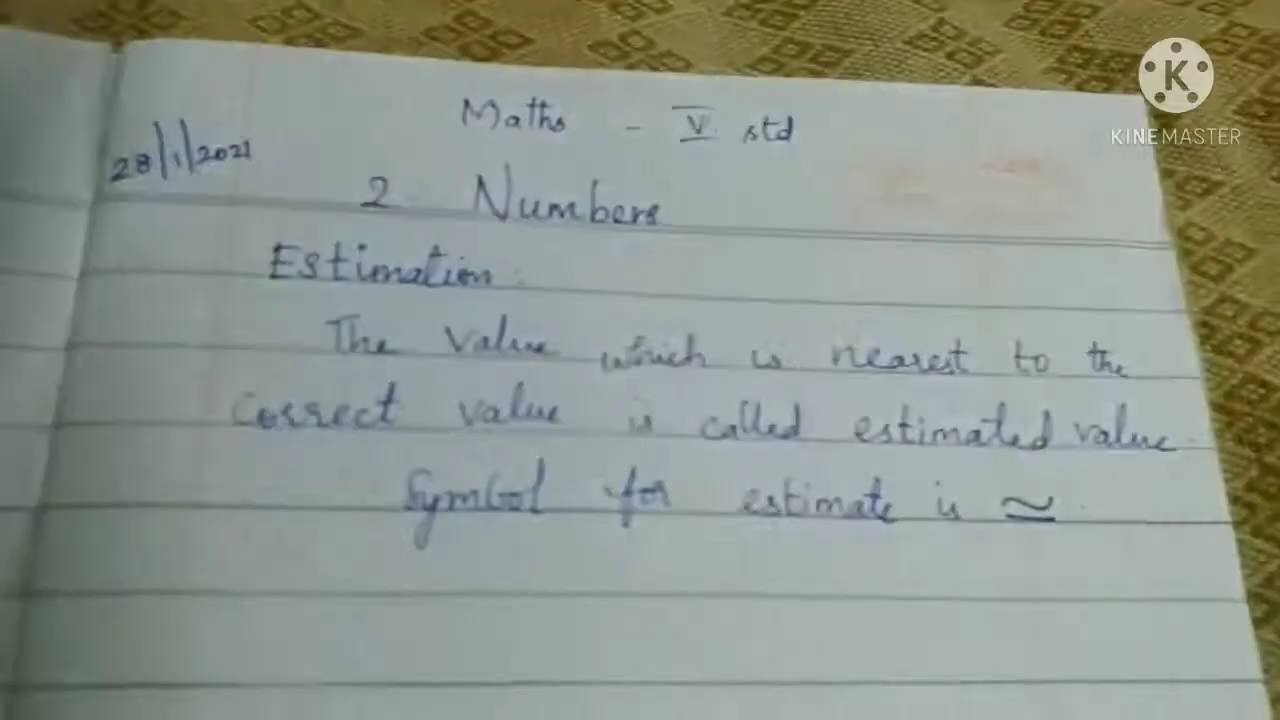 Maths - V std
28/1/2021
2. Numbers
Estimation:
The value which is nearest to the
correct value is called estimated value.
Symbol for estimate is ≃.
K
KINEMASTER